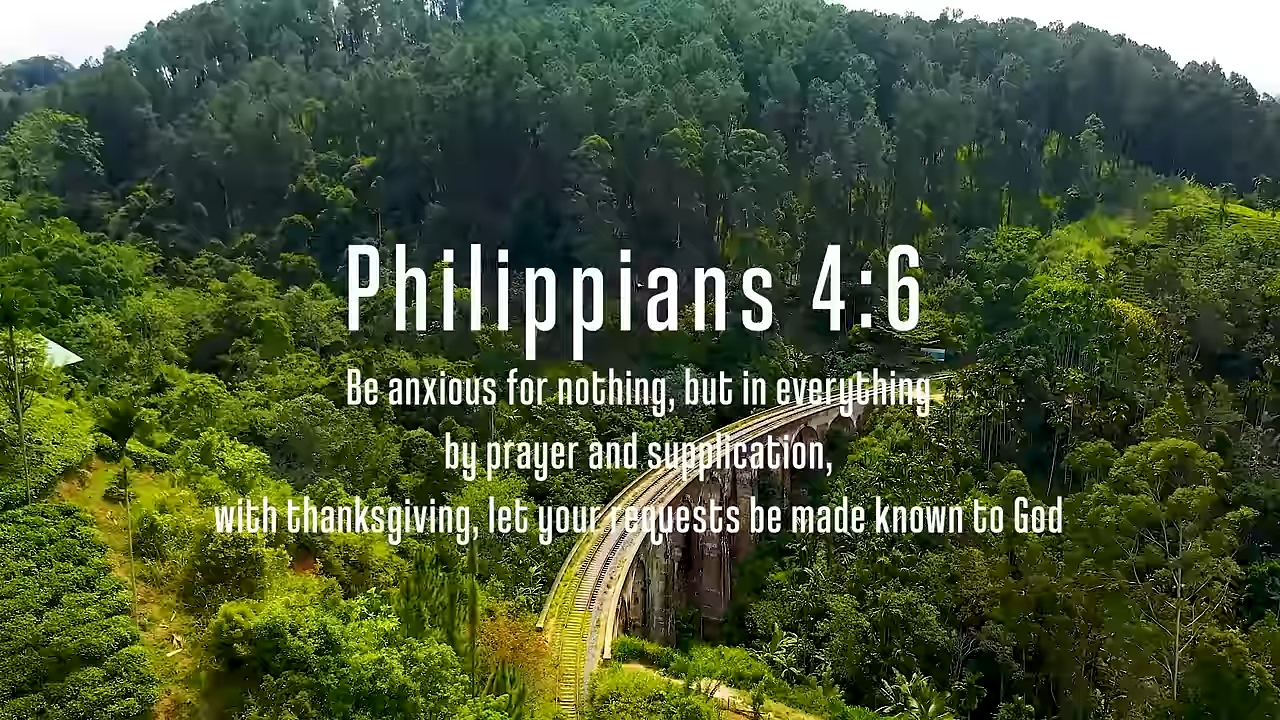 Philippians 4:6
Be anxious for nothing, but in everything
by prayer and supplication,
with thanksgiving, let your requests be made known to God